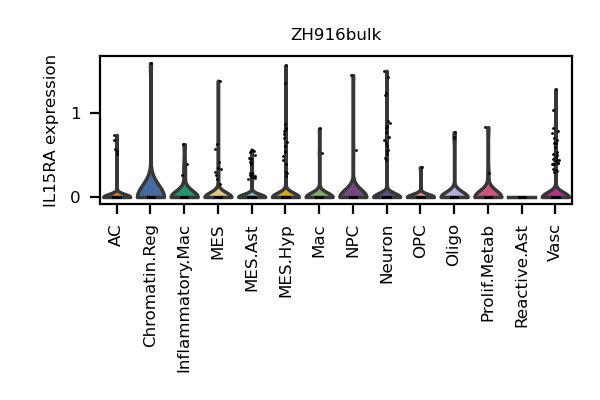 ZH916bulk
IL15RA expression
1
0
AC
Chromatin.Reg
Inflammatory.Mac
MES
MES.Ast
MES.Hyp
Mac
NPC
Neuron
OPC
Oligo
Prolif.Metab
Reactive.Ast
Vasc